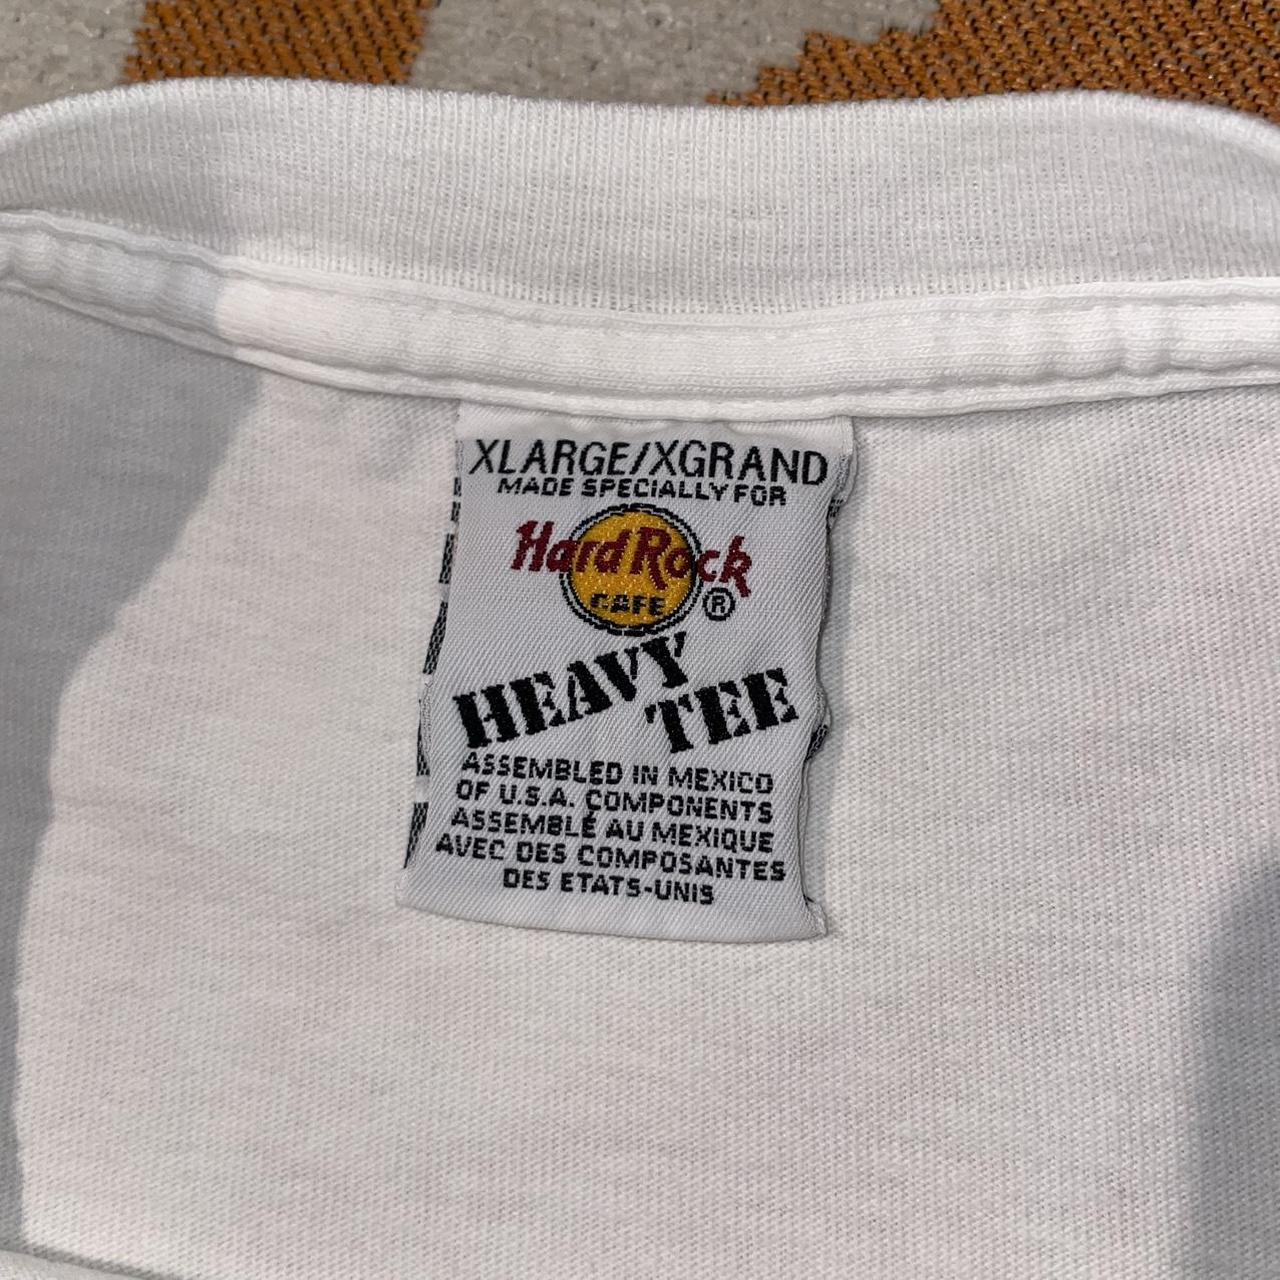 XLARGE/XGRAND
MADE SPECIALLY FOR
Hard Rock
CAFE ®
HEAVY
TEE
ASSEMBLED IN MEXICO
OF U.S.A. COMPONENTS
ASSEMBLÉ AU MEXIQUE
AVEC DES COMPOSANTES
DES ETATS-UNIS